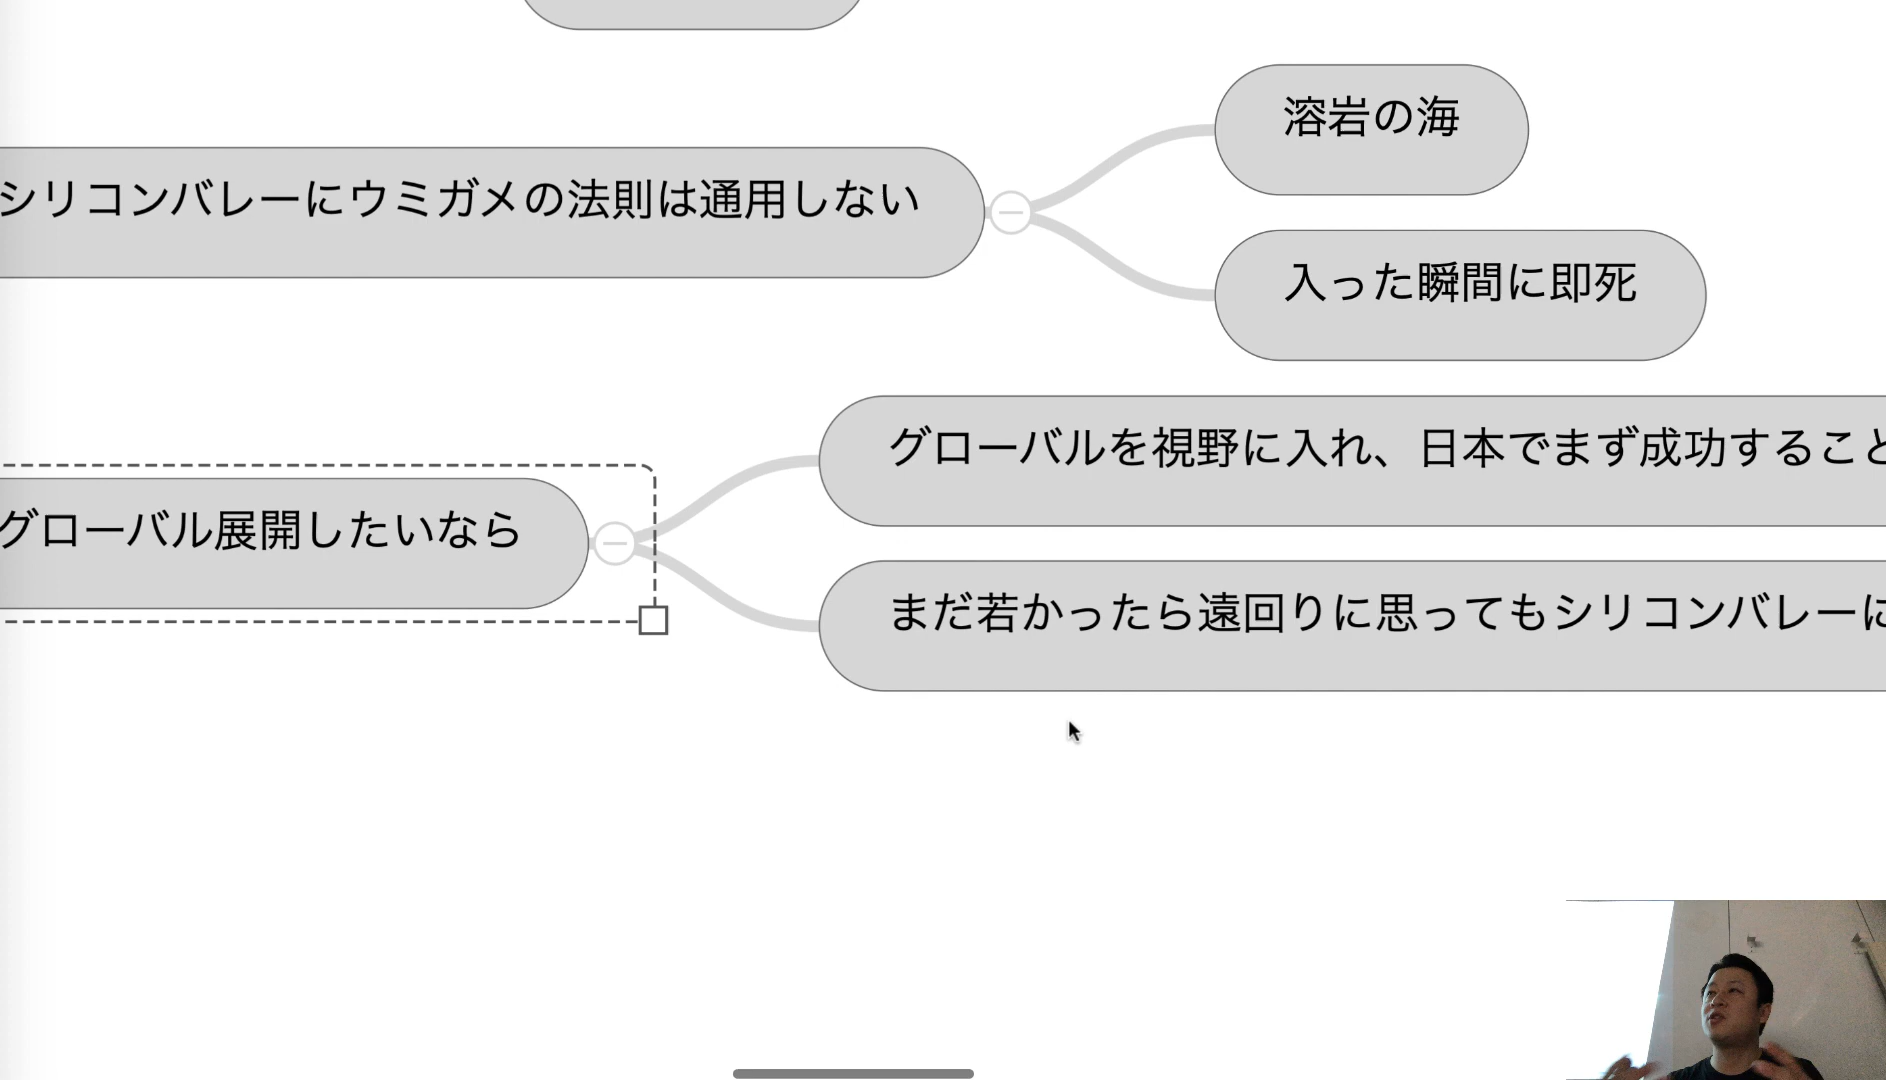 溶岩の海
シリコンバレーにウミガメの法則は通用しない
入った瞬間に即死
グローバルを視野に入れ、日本でまず成功すること
グローバル展開したいなら
まだ若かったら遠回りに思ってもシリコンバレーに